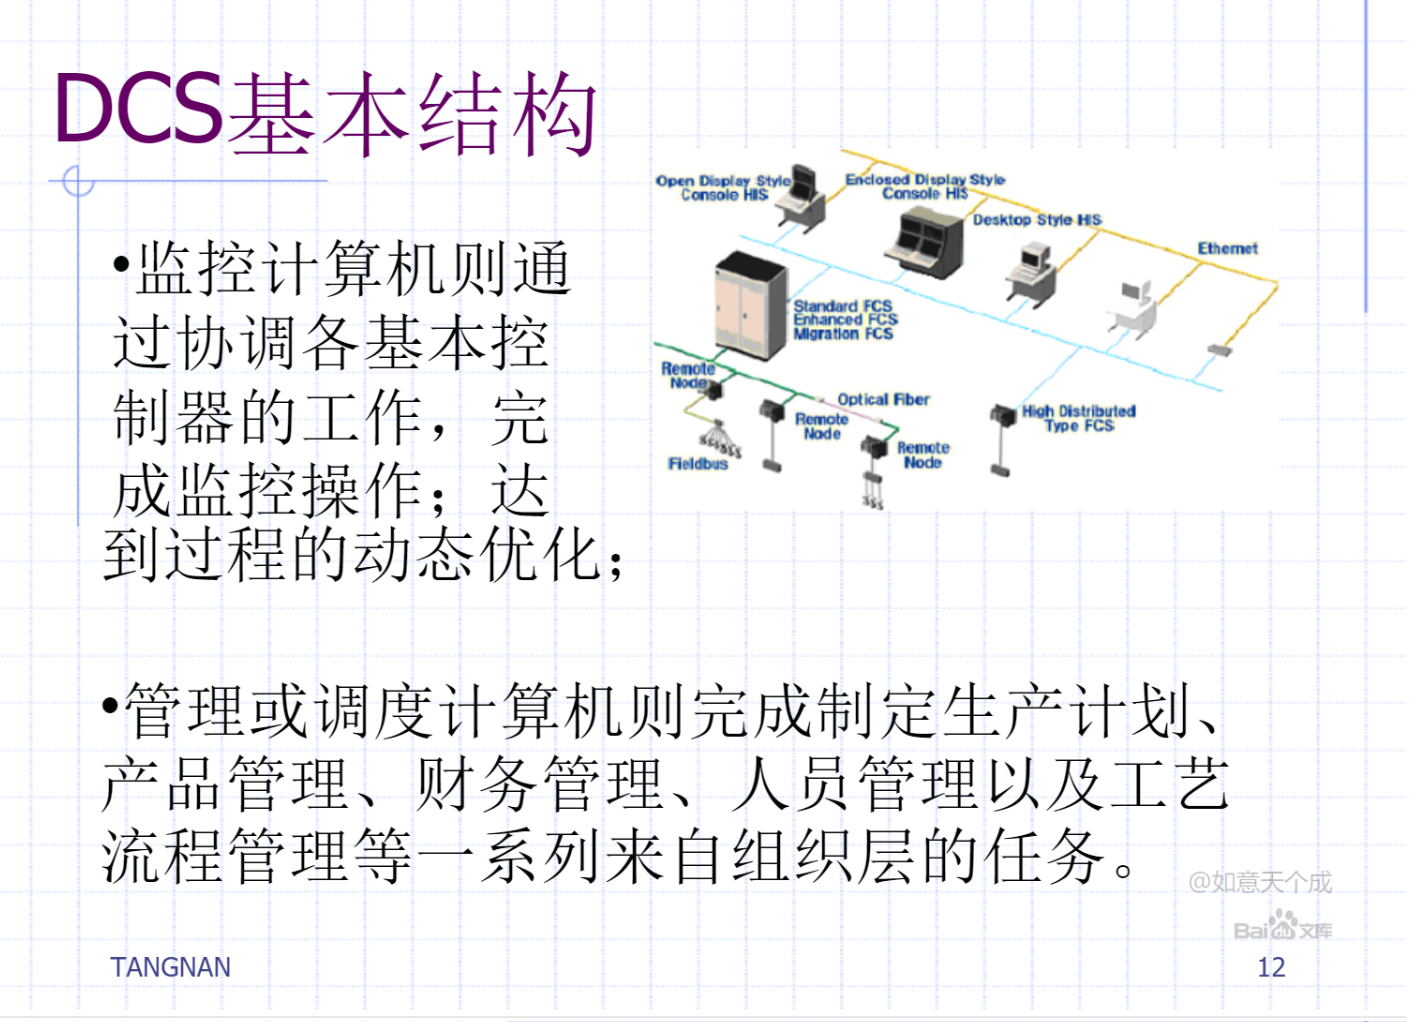 DCS基本结构
•监控计算机则通
过协调各基本控
制器的工作，完
成监控操作；达
到过程的动态优化；
Open Display Style
Console HIS
Enclosed Display Style
Console HIS
Desktop Style HIS
Ethernet
Standard FCS
Enhanced FCS
Migration FCS
Remote
Node
Optical Fiber
Remote
Node
Remote
Node
High Distributed
Type FCS
Fieldbus
•管理或调度计算机则完成制定生产计划、
产品管理、财务管理、人员管理以及工艺
流程管理等一系列来自组织层的任务。
@如意天个成
Baidu文库
TANGNAN
12